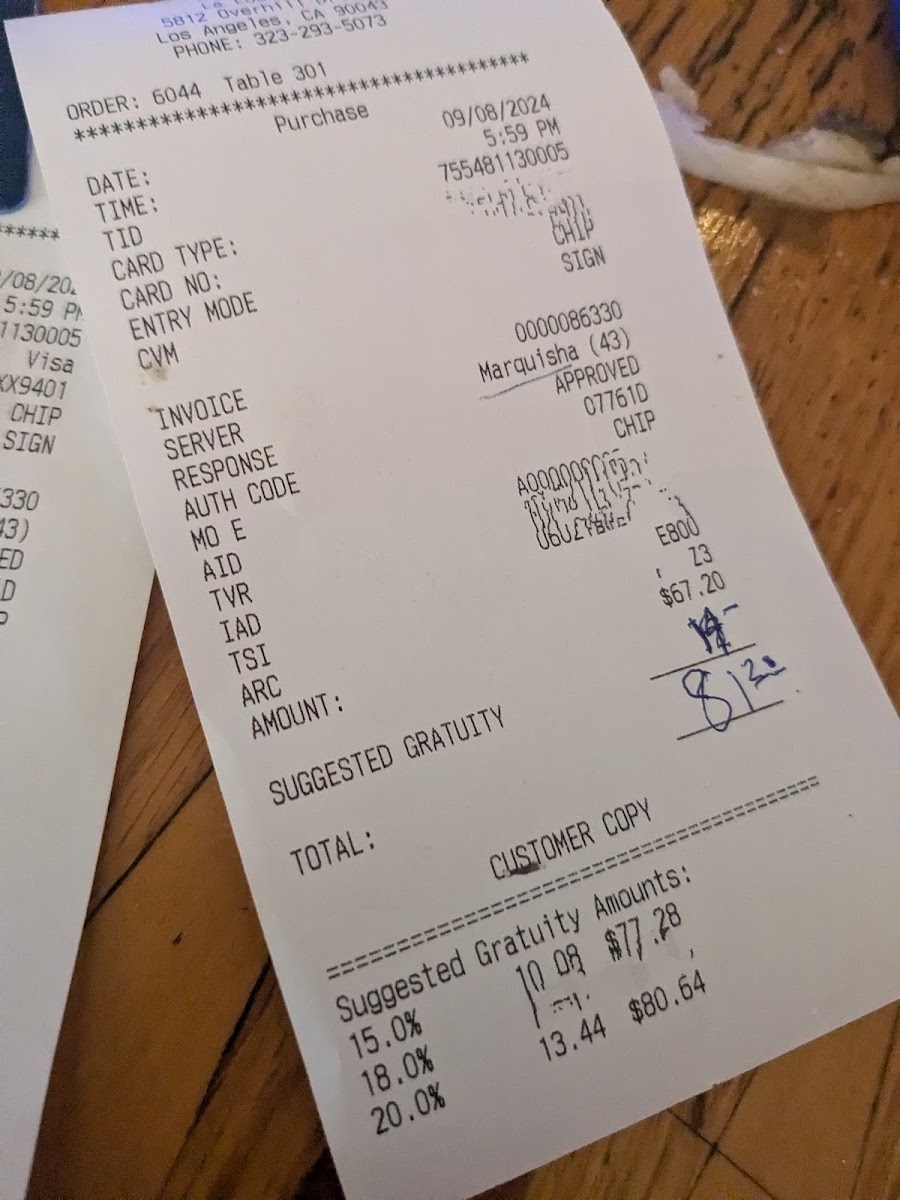 5812 Overhill
Los Angeles, CA 90043
PHONE: 323-293-5073
ORDER: 6044 Table 301
****************************************
Purchase
DATE: 09/08/2024
TIME: 5:59 PM
TID 755481130005
CARD TYPE:
CARD NO:
ENTRY MODE CHIP
CVM SIGN
INVOICE 0000086330
SERVER Marquisha (43)
RESPONSE APPROVED
AUTH CODE 07761D
MO E CHIP
AID
TVR
IAD
TSI E800
ARC Z3
AMOUNT: $67.20
SUGGESTED GRATUITY 14-
TOTAL: 81 20
CUSTOMER COPY
========================================
Suggested Gratuity Amounts:
15.0% 10 08 $77.28
18.0%
20.0% 13.44 $80.64
5:59 P
1130005
Visa
XX9401
CHIP
SIGN
330
43)
ED
D